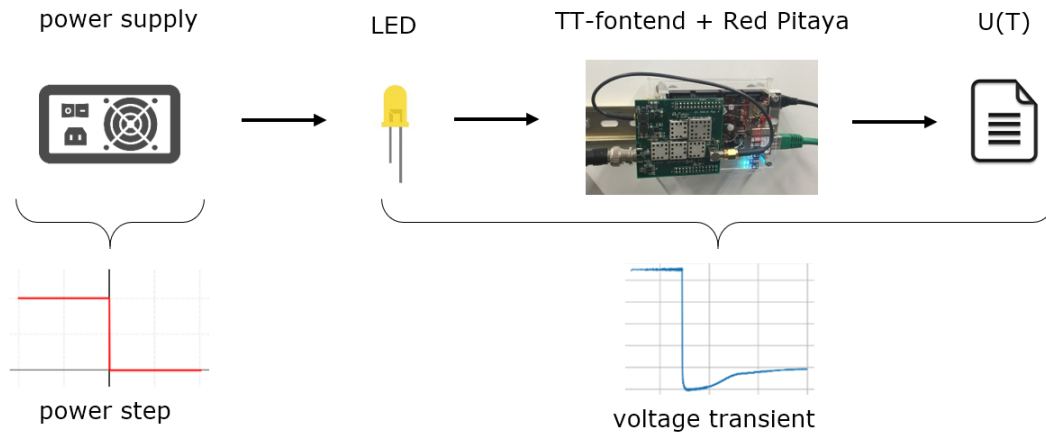 power supply
LED
TT-fontend + Red Pitaya
U(T)
power step
voltage transient